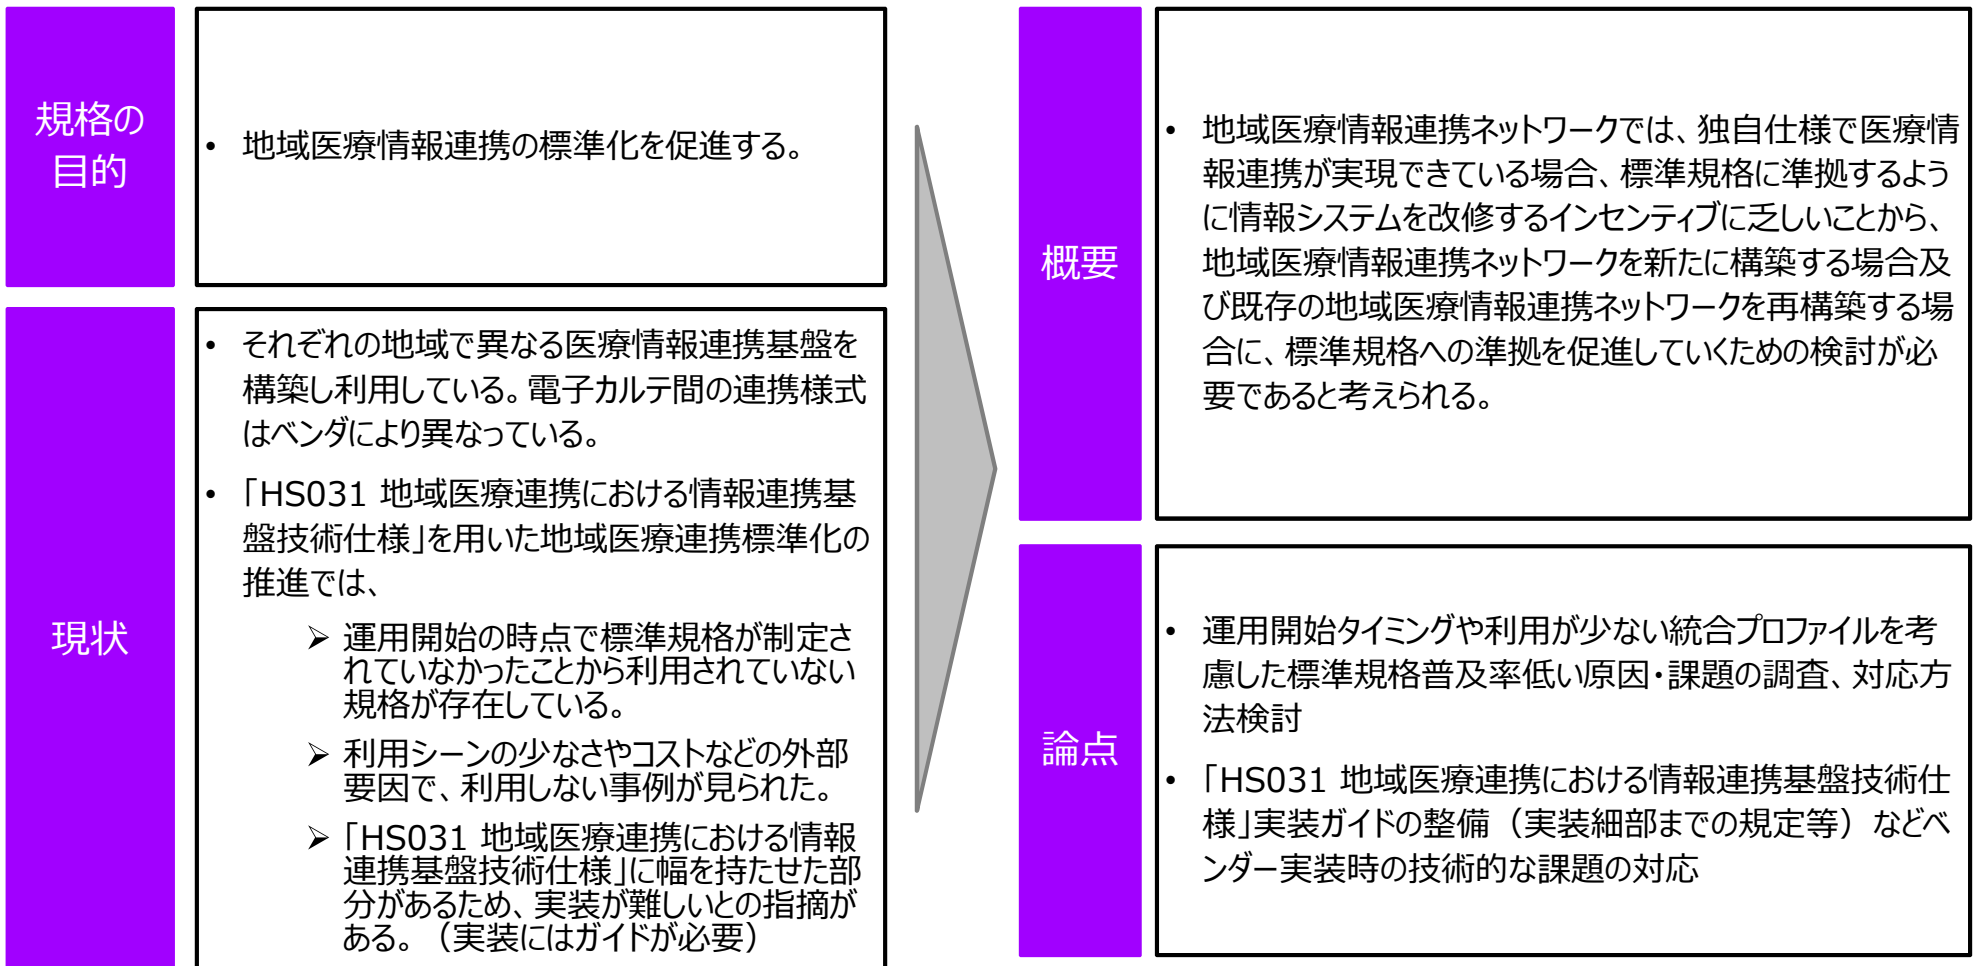 規格の
目的
• 地域医療情報連携の標準化を促進する。
現状
• それぞれの地域で異なる医療情報連携基盤を
構築し利用している。電子カルテ間の連携様式
はベンダにより異なっている。
• 「HS031 地域医療連携における情報連携基
盤技術仕様」を用いた地域医療連携標準化の
推進では、
➢ 運用開始の時点で標準規格が制定さ
れていなかったことから利用されていない
規格が存在している。
➢ 利用シーンの少なさやコストなどの外部
要因で、利用しない事例が見られた。
➢ 「HS031 地域医療連携における情報
連携基盤技術仕様」に幅を持たせた部
分があるため、実装が難しいとの指摘が
ある。（実装にはガイドが必要）
概要
• 地域医療情報連携ネットワークでは、独自仕様で医療情
報連携が実現できている場合、標準規格に準拠するよう
に情報システムを改修するインセンティブに乏しいことから、
地域医療情報連携ネットワークを新たに構築する場合及
び既存の地域医療情報連携ネットワークを再構築する場
合に、標準規格への準拠を促進していくための検討が必
要であると考えられる。
論点
• 運用開始タイミングや利用が少ない統合プロファイルを考
慮した標準規格普及率低い原因・課題の調査、対応方
法検討
• 「HS031 地域医療連携における情報連携基盤技術仕
様」実装ガイドの整備（実装細部までの規定等）などベ
ンダー実装時の技術的な課題の対応